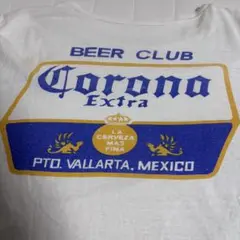 BEER CLUB
Corona
Extra
LA
CERVEZA
MAS
FINA
PTO. VALLARTA, MEXICO